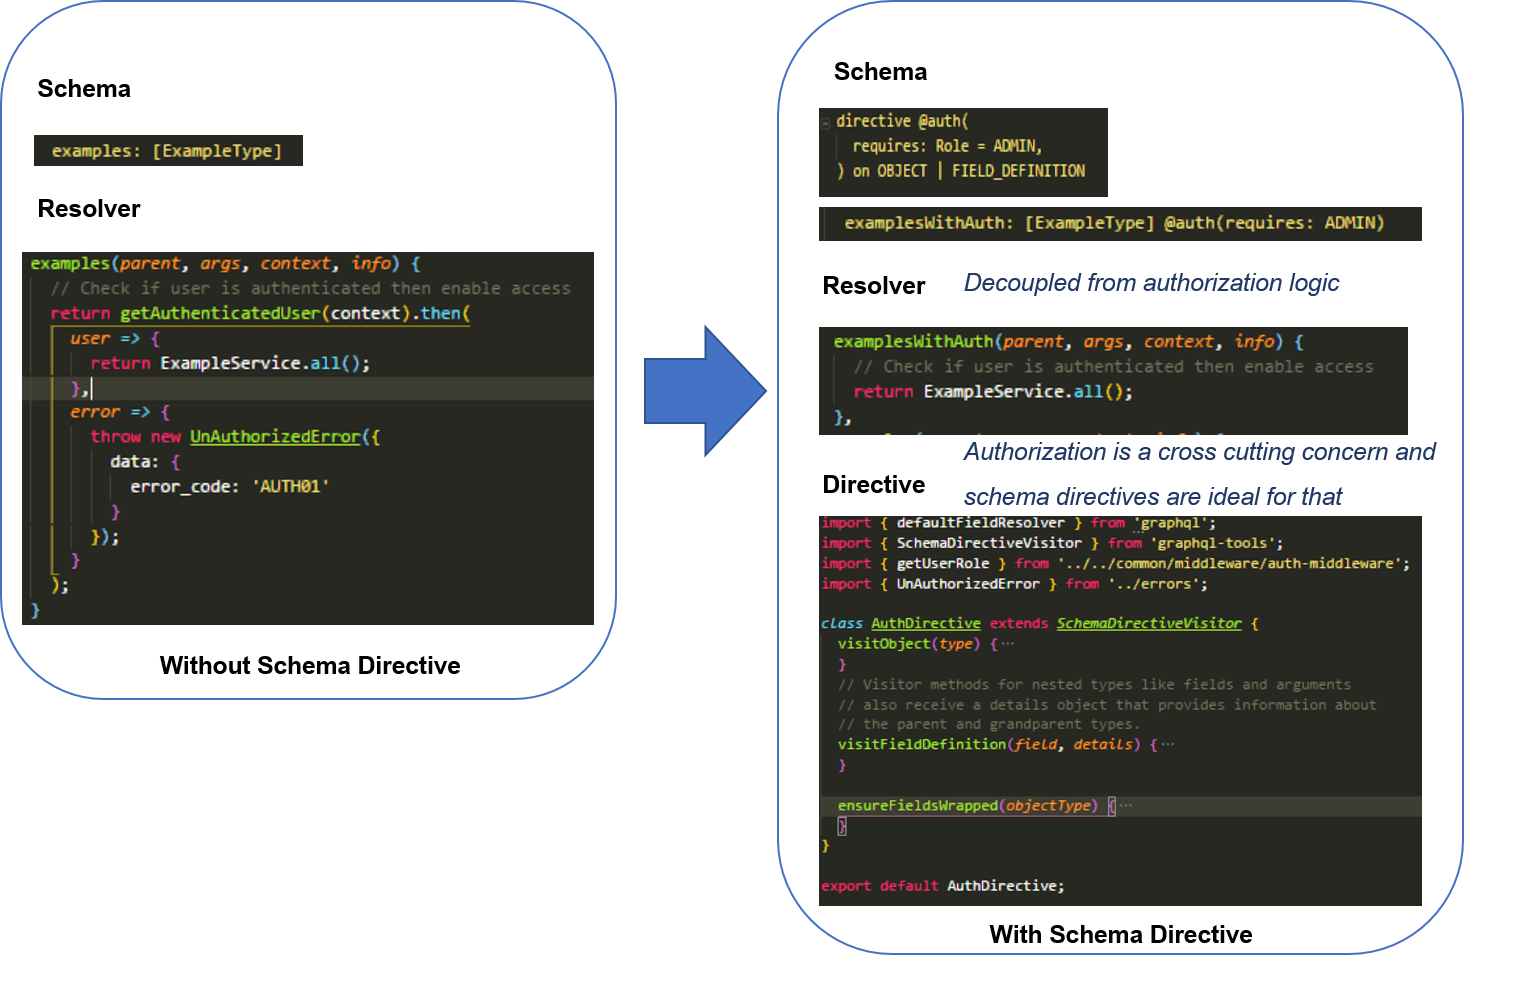 Schema
examples: [ExampleType]
Resolver
examples(parent, args, context, info) {
// Check if user is authenticated then enable access
return getAuthenticatedUser(context).then(
user => {
return ExampleService.all();
},
error => {
throw new UnAuthorizedError({
data: {
error_code: 'AUTH01'
}
});
}
);
}
Without Schema Directive
Schema
directive @auth(
requires: Role = ADMIN,
) on OBJECT | FIELD_DEFINITION
examplesWithAuth: [ExampleType] @auth(requires: ADMIN)
Resolver Decoupled from authorization logic
examplesWithAuth(parent, args, context, info) {
// Check if user is authenticated then enable access
return ExampleService.all();
},
Authorization is a cross cutting concern and
Directive schema directives are ideal for that
import { defaultFieldResolver } from 'graphql';
import { SchemaDirectiveVisitor } from 'graphql-tools';
import { getUserRole } from '../../common/middleware/auth-middleware';
import { UnAuthorizedError } from '../errors';
class AuthDirective extends SchemaDirectiveVisitor {
visitObject(type) {···
}
// Visitor methods for nested types like fields and arguments
// also receive a details object that provides information about
// the parent and grandparent types.
visitFieldDefinition(field, details) {···
}
ensureFieldsWrapped(objectType) {···
}
}
export default AuthDirective;
With Schema Directive